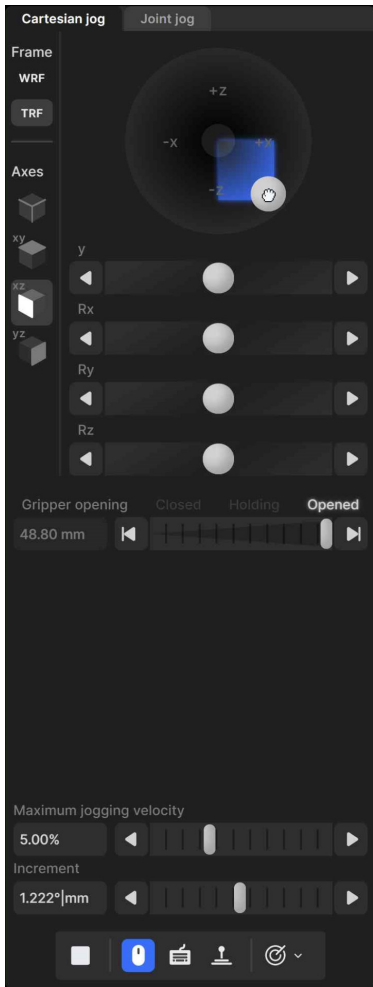 Cartesian jog Joint jog
Frame
WRF
TRF
Axes
xy
xz
yz
+z
-x +y
-z
y
Rx
Ry
Rz
Gripper opening Closed Holding Opened
48.80 mm
Maximum jogging velocity
5.00%
Increment
1.222°|mm